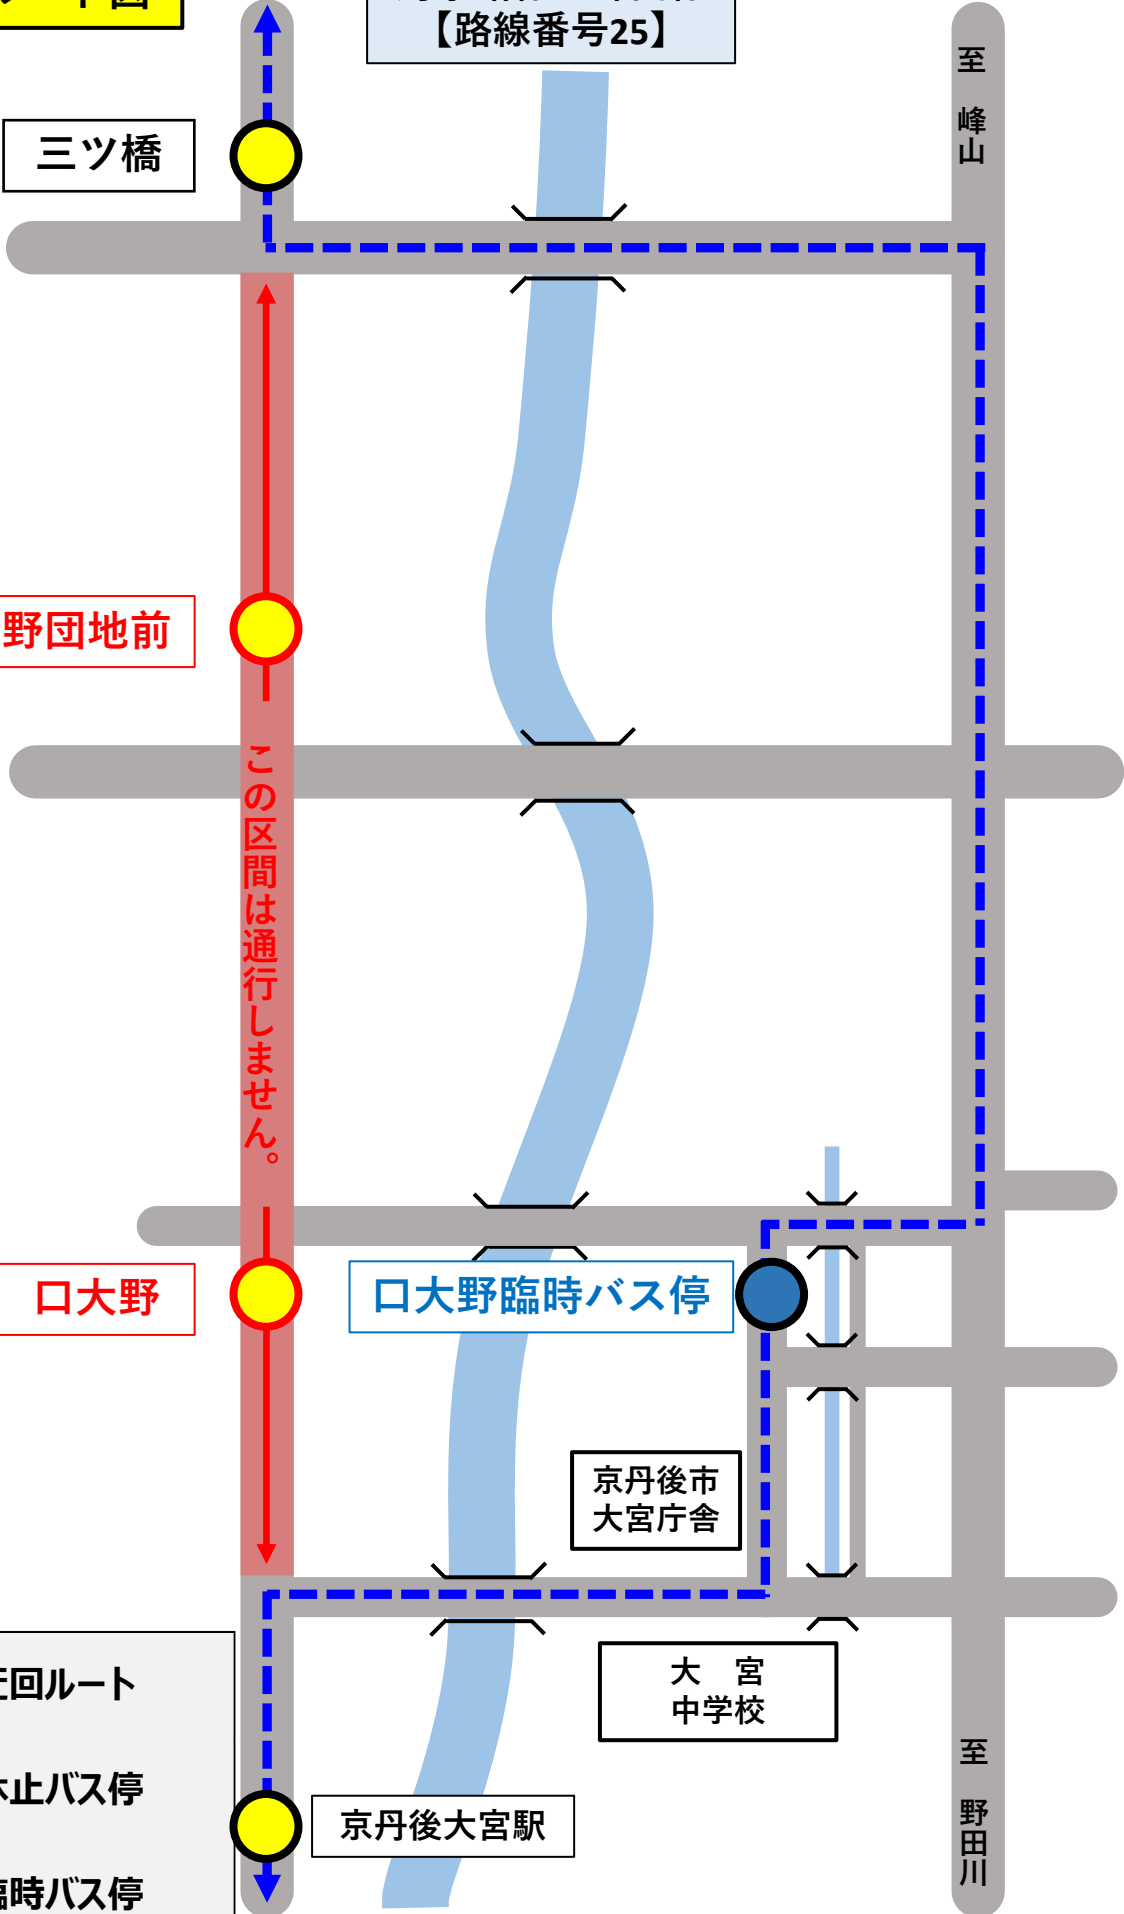 【路線番号25】
至 峰山
三ツ橋
野団地前
この区間は通行しません。
口大野
口大野臨時バス停
京丹後市
大宮庁舎
大 宮
中学校
迂回ルート
休止バス停
臨時バス停
京丹後大宮駅
至 野田川